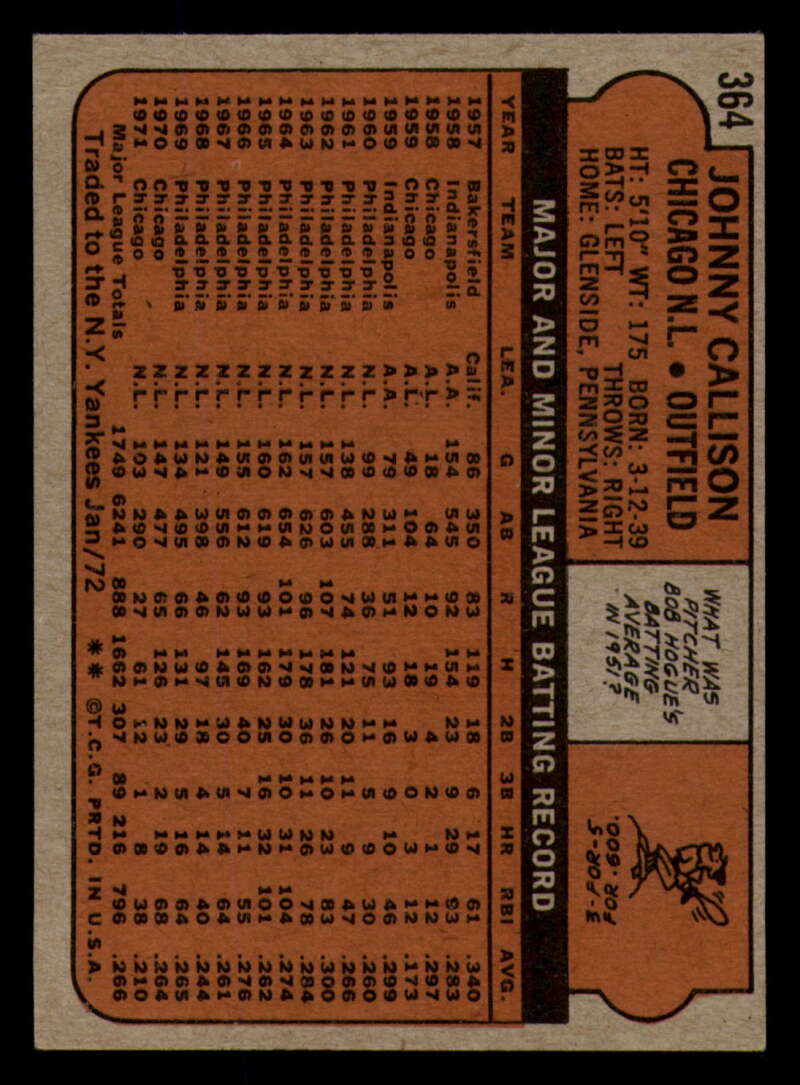 364
JOHNNY CALLISON
CHICAGO N.L. • OUTFIELD
HT: 5'10" WT: 175 BORN: 3-12-39
BATS: LEFT THROWS: RIGHT
HOME: GLENSIDE, PENNSYLVANIA
WHAT WAS
PITCHER
BOB HOGUE'S
BATTING
AVERAGE
IN 1951?
3-FOR-5
FOR .600.
MAJOR AND MINOR LEAGUE BATTING RECORD
YEAR TEAM LEA. G AB R H 2B 3B HR RBI AVG.
1957 Bakersfield Calif. 86 350 83 119 18 6 17 61 .340
1958 Indianapolis A.A. 154 545 92 154 23 9 29 93 .283
1958 Chicago A.L. 18 64 10 19 4 2 1 12 .297
1959 Chicago A.L. 49 104 12 18 3 0 3 12 .173
1959 Indianapolis A.A. 79 311 51 93 16 9 10 46 .299
1960 Philadelphia N.L. 99 288 36 75 11 5 9 30 .260
1961 Philadelphia N.L. 138 455 74 121 20 11 9 47 .266
1962 Philadelphia N.L. 157 603 107 181 26 10 23 83 .300
1963 Philadelphia N.L. 157 626 96 178 36 11 26 78 .284
1964 Philadelphia N.L. 162 654 101 179 30 10 31 104 .274
1965 Philadelphia N.L. 160 619 93 162 25 16 32 101 .262
1966 Philadelphia N.L. 155 612 93 169 40 7 11 55 .276
1967 Philadelphia N.L. 149 556 62 145 30 5 14 64 .261
1968 Philadelphia N.L. 121 398 46 97 18 4 14 40 .244
1969 Philadelphia N.L. 134 495 66 131 29 5 16 64 .265
1970 Chicago N.L. 147 477 65 126 23 2 19 68 .264
1971 Chicago N.L. 103 290 27 61 12 1 8 38 .210
Major League Totals 1749 6241 888 1662 307 89 216 796 .266
Traded to the N.Y. Yankees Jan/72 ** ©T.C.G. PRTD. IN U.S.A.